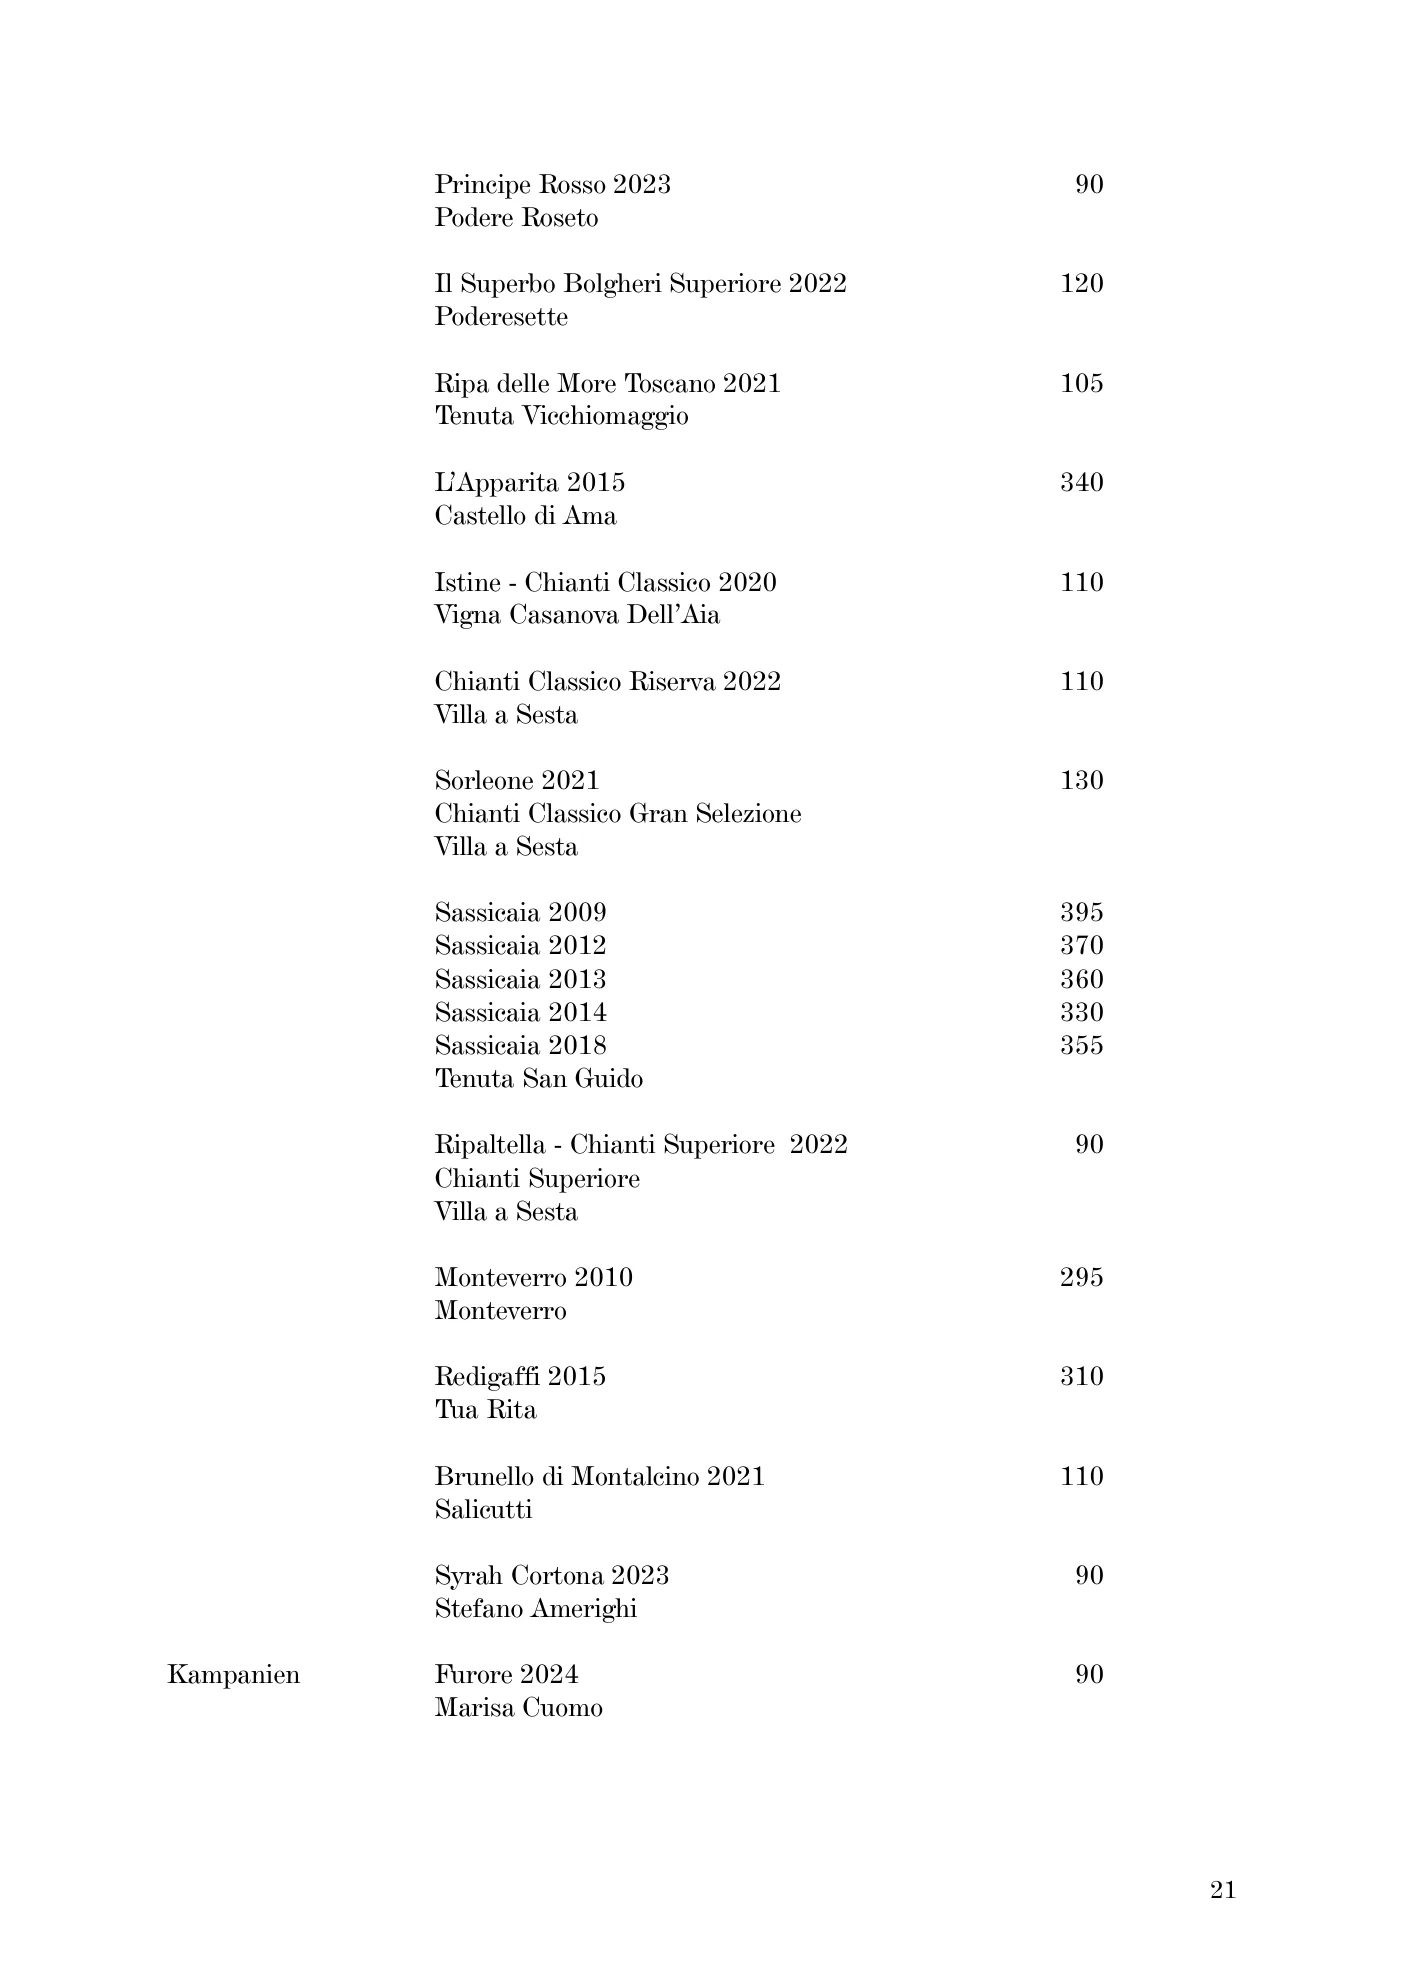 Principe Rosso 2023 90
Podere Roseto
Il Superbo Bolgheri Superiore 2022 120
Poderesette
Ripa delle More Toscano 2021 105
Tenuta Vicchiomaggio
L'Apparita 2015 340
Castello di Ama
Istine - Chianti Classico 2020 110
Vigna Casanova Dell'Aia
Chianti Classico Riserva 2022 110
Villa a Sesta
Sorleone 2021 130
Chianti Classico Gran Selezione
Villa a Sesta
Sassicaia 2009 395
Sassicaia 2012 370
Sassicaia 2013 360
Sassicaia 2014 330
Sassicaia 2018 355
Tenuta San Guido
Ripaltella - Chianti Superiore  2022 90
Chianti Superiore
Villa a Sesta
Monteverro 2010 295
Monteverro
Redigaffi 2015 310
Tua Rita
Brunello di Montalcino 2021 110
Salicutti
Syrah Cortona 2023 90
Stefano Amerighi
Kampanien Furore 2024 90
Marisa Cuomo
21